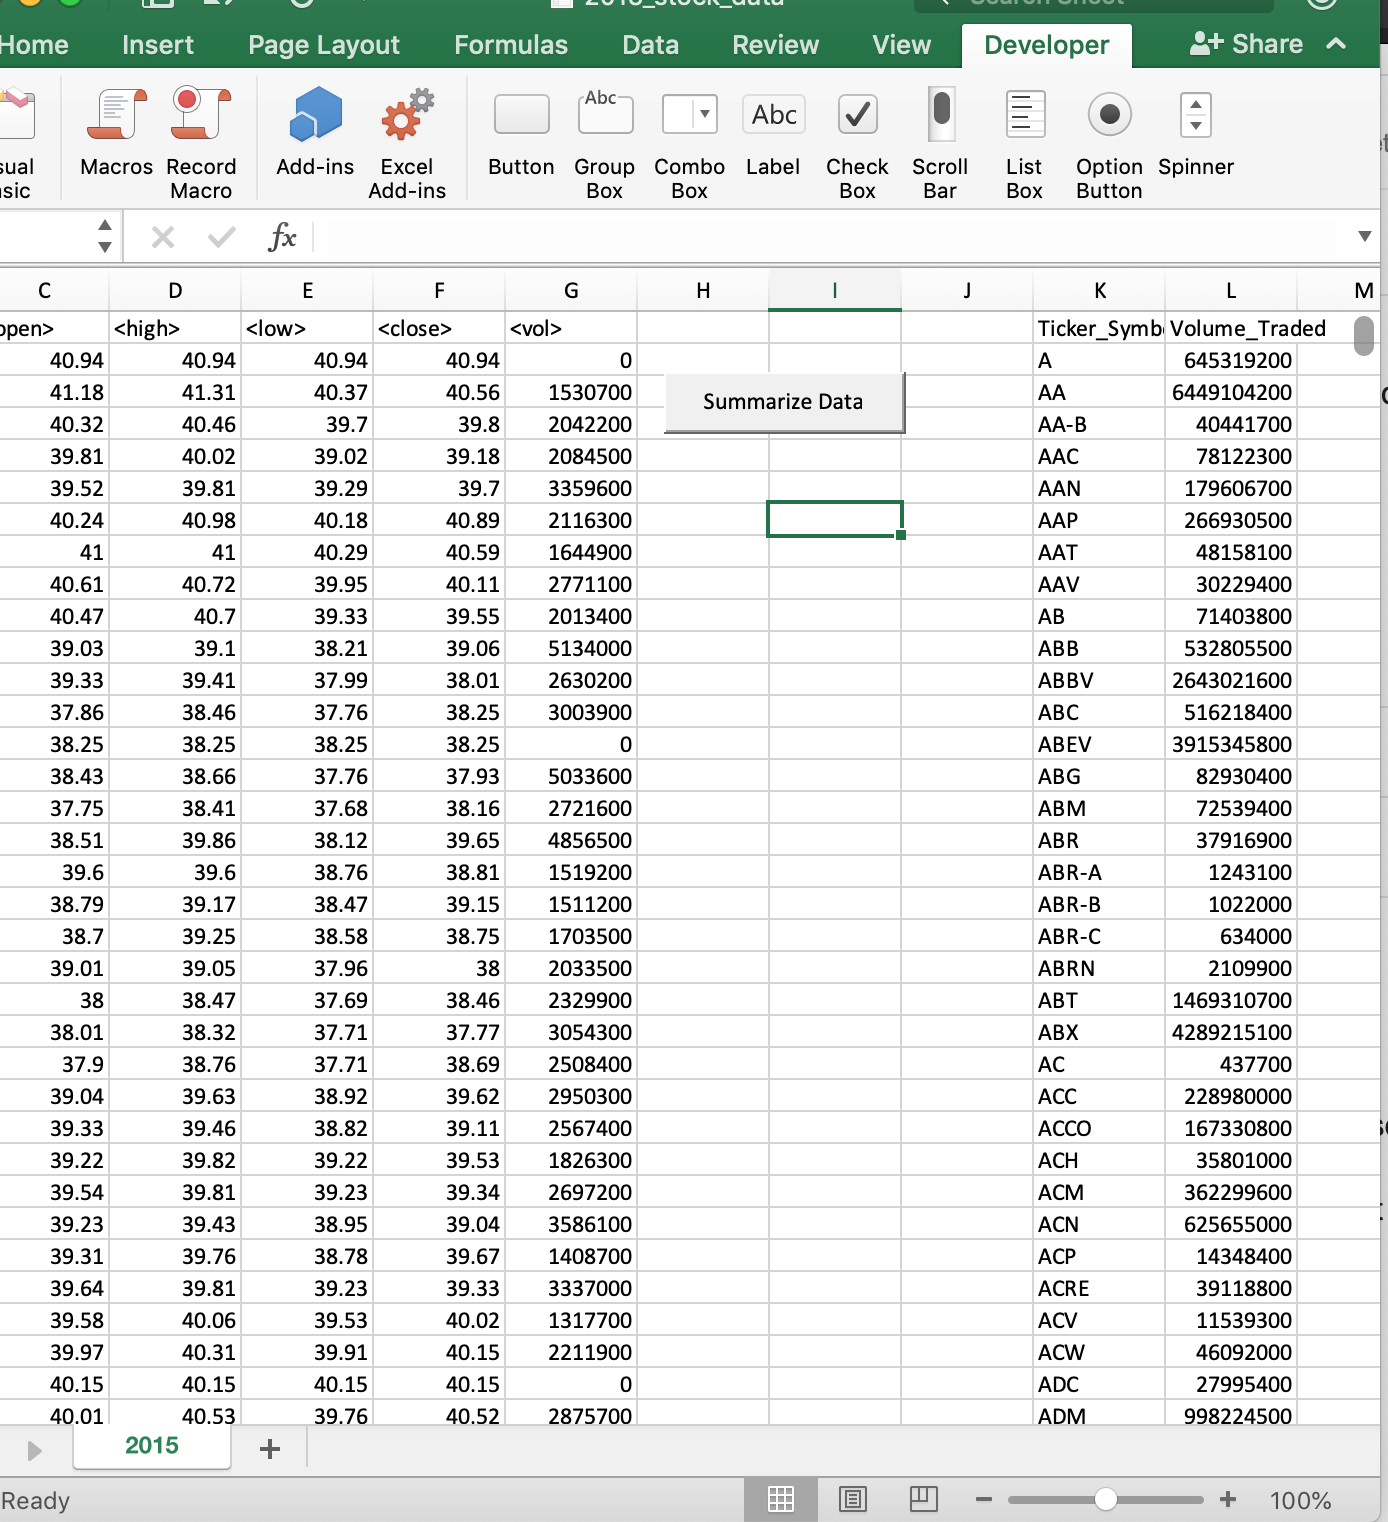 Home Insert Page Layout Formulas Data Review View Developer Share
Macros Record Macro Add-ins Excel Add-ins Button Abc Group Box Combo Box Abc Label Check Box Scroll Bar List Box Option Button Spinner
fx
C D E F G H I J K L M
<high> <low> <close> <vol> Volume_Traded
40.94 40.94 40.94 40.94 0 A 645319200
Summarize Data
41.18 41.31 40.37 40.56 1530700 AA 6449104200
40.32 40.46 39.7 39.8 2042200 AA-B 40441700
39.81 40.02 39.02 39.18 2084500 AAC 78122300
39.52 39.81 39.29 39.7 3359600 AAN 179606700
40.24 40.98 40.18 40.89 2116300 AAP 266930500
41 41 40.29 40.59 1644900 AAT 48158100
40.61 40.72 39.95 40.11 2771100 AAV 30229400
40.47 40.7 39.33 39.55 2013400 AB 71403800
39.03 39.1 38.21 39.06 5134000 ABB 532805500
39.33 39.41 37.99 38.01 2630200 ABBV 2643021600
37.86 38.46 37.76 38.25 3003900 ABC 516218400
38.25 38.25 38.25 38.25 0 ABEV 3915345800
38.43 38.66 37.76 37.93 5033600 ABG 82930400
37.75 38.41 37.68 38.16 2721600 ABM 72539400
38.51 39.86 38.12 39.65 4856500 ABR 37916900
39.6 39.6 38.76 38.81 1519200 ABR-A 1243100
38.79 39.17 38.47 39.15 1511200 ABR-B 1022000
38.7 39.25 38.58 38.75 1703500 ABR-C 634000
39.01 39.05 37.96 38 2033500 ABRN 2109900
38 38.47 37.69 38.46 2329900 ABT 1469310700
38.01 38.32 37.71 37.77 3054300 ABX 4289215100
37.9 38.76 37.71 38.69 2508400 AC 437700
39.04 39.63 38.92 39.62 2950300 ACC 228980000
39.33 39.46 38.82 39.11 2567400 ACCO 167330800
39.22 39.82 39.22 39.53 1826300 ACH 35801000
39.54 39.81 39.23 39.34 2697200 ACM 362299600
39.23 39.43 38.95 39.04 3586100 ACN 625655000
39.31 39.76 38.78 39.67 1408700 ACP 14348400
39.64 39.81 39.23 39.33 3337000 ACRE 39118800
39.58 40.06 39.53 40.02 1317700 ACV 11539300
39.97 40.31 39.91 40.15 2211900 ACW 46092000
40.15 40.15 40.15 40.15 0 ADC 27995400
40.01 40.53 39.76 40.52 2875700 ADM 998224500
2015 +
Ready 100%